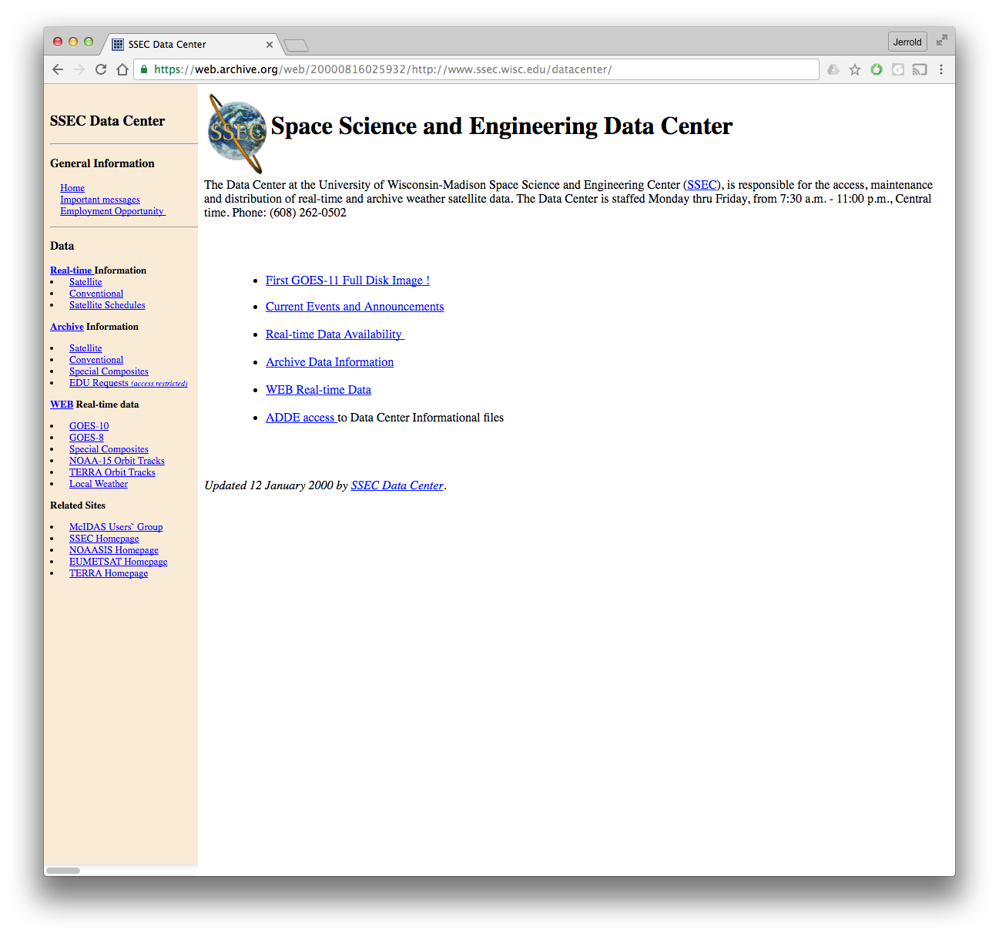 SSEC Data Center
Jerrold
https://web.archive.org/web/20000816025932/http://www.ssec.wisc.edu/datacenter/
SSEC Data Center
General Information
Home
Important messages
Employment Opportunity
Data
Real-time Information
• Satellite
• Conventional
• Satellite Schedules
Archive Information
• Satellite
• Conventional
• Special Composites
• EDU Requests (access restricted)
WEB Real-time data
• GOES-10
• GOES-8
• Special Composites
• NOAA-15 Orbit Tracks
• TERRA Orbit Tracks
• Local Weather
Related Sites
• McIDAS Users` Group
• SSEC Homepage
• NOAASIS Homepage
• EUMETSAT Homepage
• TERRA Homepage
SSEC
Space Science and Engineering Data Center
The Data Center at the University of Wisconsin-Madison Space Science and Engineering Center (SSEC), is responsible for the access, maintenance
and distribution of real-time and archive weather satellite data. The Data Center is staffed Monday thru Friday, from 7:30 a.m. - 11:00 p.m., Central
time. Phone: (608) 262-0502
• First GOES-11 Full Disk Image !
• Current Events and Announcements
• Real-time Data Availability
• Archive Data Information
• WEB Real-time Data
• ADDE access to Data Center Informational files
Updated 12 January 2000 by SSEC Data Center.